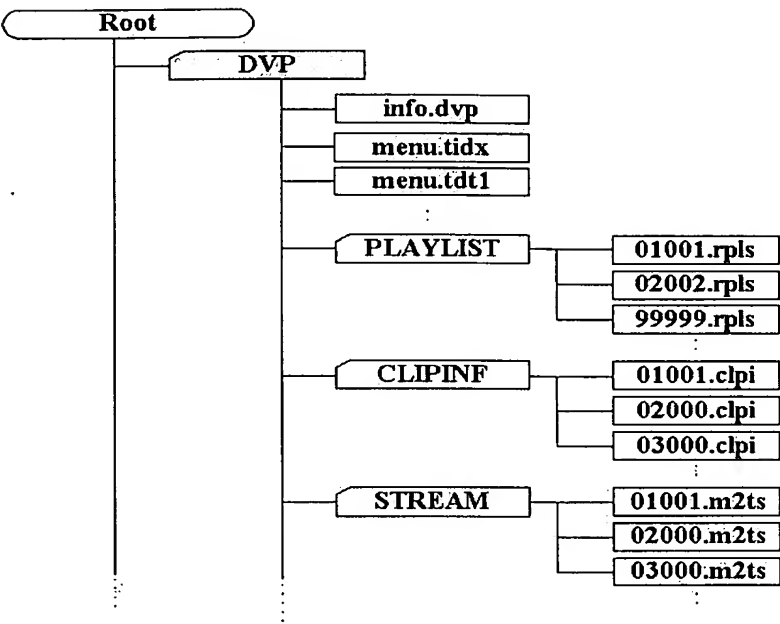 Root
DVP
info.dvp
menu.tidx
menu.tdt1
PLAYLIST
01001.rpls
02002.rpls
99999.rpls
CLIPINF
01001.clpi
02000.clpi
03000.clpi
STREAM
01001.m2ts
02000.m2ts
03000.m2ts